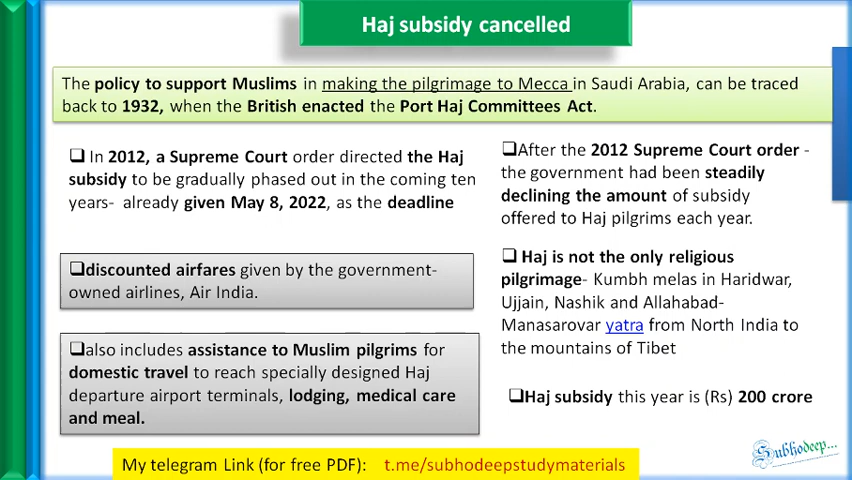 Haj subsidy cancelled
The policy to support Muslims in making the pilgrimage to Mecca in Saudi Arabia, can be traced
back to 1932, when the British enacted the Port Haj Committees Act.
❑ In 2012, a Supreme Court order directed the Haj
subsidy to be gradually phased out in the coming ten
years- already given May 8, 2022, as the deadline
❑discounted airfares given by the government-
owned airlines, Air India.
❑also includes assistance to Muslim pilgrims for
domestic travel to reach specially designed Haj
departure airport terminals, lodging, medical care
and meal.
❑After the 2012 Supreme Court order -
the government had been steadily
declining the amount of subsidy
offered to Haj pilgrims each year.
❑ Haj is not the only religious
pilgrimage- Kumbh melas in Haridwar,
Ujjain, Nashik and Allahabad-
Manasarovar yatra from North India to
the mountains of Tibet
❑Haj subsidy this year is (Rs) 200 crore
My telegram Link (for free PDF): t.me/subhodeepstudymaterials
Subhodeep...